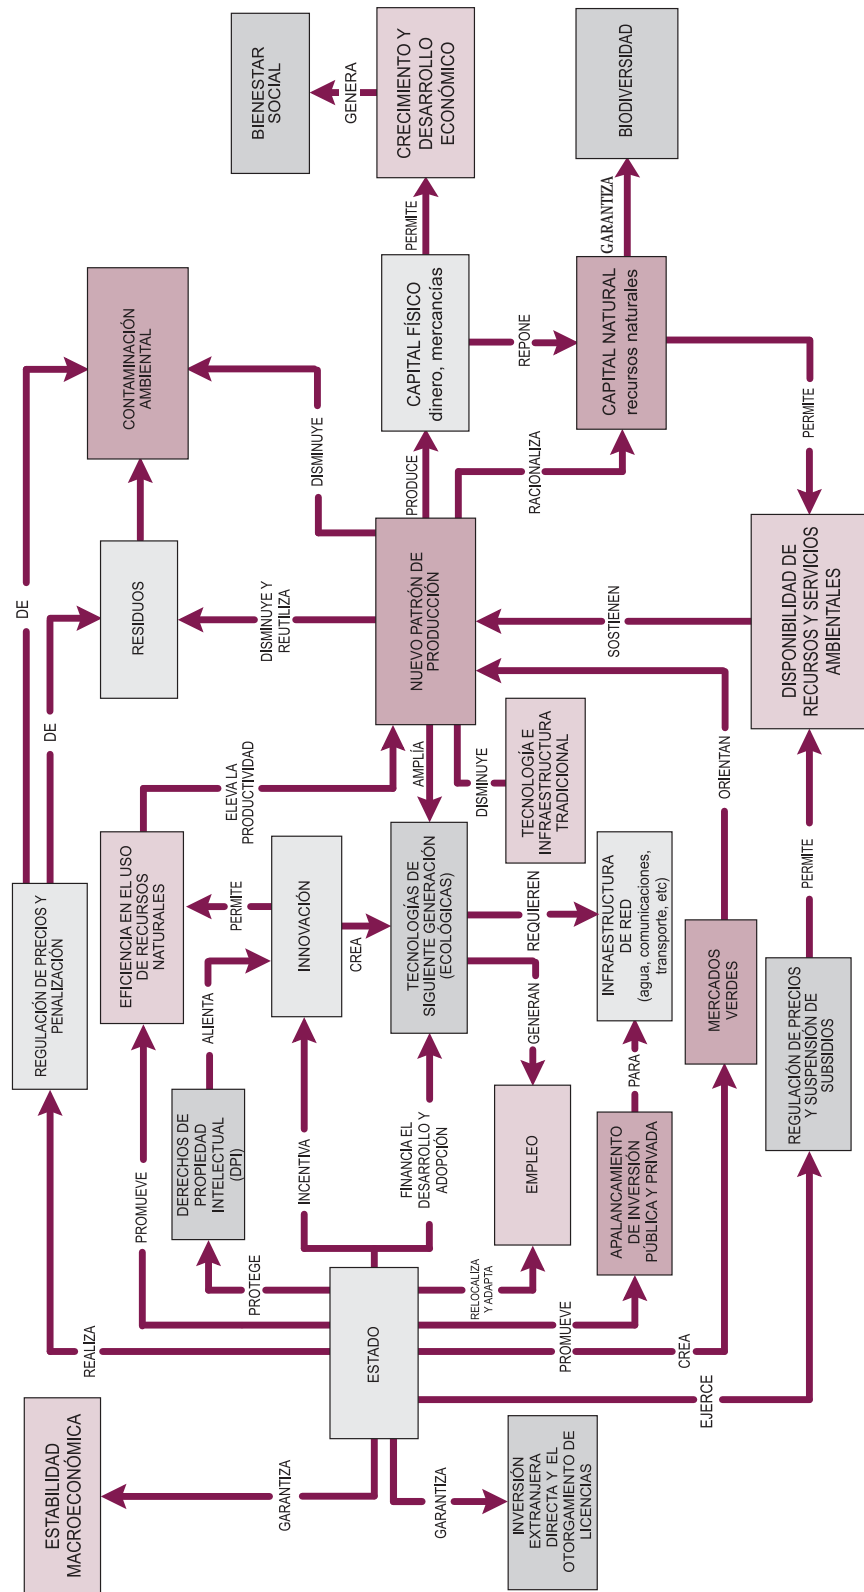 ESTABILIDAD
MACROECONÓMICA
GARANTIZA
ESTADO
GARANTIZA
INVERSIÓN
EXTRANJERA
DIRECTA Y EL
OTORGAMIENTO DE
LICENCIAS
REALIZA
PROMUEVE
PROTEGE
INCENTIVA
FINANCIA EL
DESARROLLO Y
ADOPCIÓN
RELOCALIZA
Y ADAPTA
PROMUEVE
CREA
EJERCE
REGULACIÓN DE PRECIOS Y
PENALIZACIÓN
DE
DE
EFICIENCIA EN EL USO
DE RECURSOS
NATURALES
ELEVA LA
PRODUCTIVIDAD
DERECHOS DE
PROPIEDAD
INTELECTUAL
(DPI)
ALIENTA
INNOVACIÓN
PERMITE
CREA
TECNOLOGÍAS DE
SIGUIENTE GENERACIÓN
(ECOLÓGICAS)
GENERAN
REQUIEREN
EMPLEO
APALANCAMIENTO
DE INVERSIÓN
PÚBLICA Y PRIVADA
PARA
INFRAESTRUCTURA
DE RED
(agua, comunicaciones,
transporte, etc)
MERCADOS
VERDES
ORIENTAN
REGULACIÓN DE PRECIOS
Y SUSPENSIÓN DE
SUBSIDIOS
PERMITE
TECNOLOGÍA E
INFRAESTRUCTURA
TRADICIONAL
DISMINUYE
AMPLÍA
NUEVO PATRÓN DE
PRODUCCIÓN
DISMINUYE Y
REUTILIZA
RESIDUOS
DISMINUYE
CONTAMINACIÓN
AMBIENTAL
PRODUCE
RACIONALIZA
SOSTIENEN
DISPONIBILIDAD DE
RECURSOS Y SERVICIOS
AMBIENTALES
PERMITE
CAPITAL FÍSICO
dinero, mercancías
REPONE
CAPITAL NATURAL
recursos naturales
PERMITE
GARANTIZA
CRECIMIENTO Y
DESARROLLO
ECONÓMICO
GENERA
BIENESTAR
SOCIAL
BIODIVERSIDAD